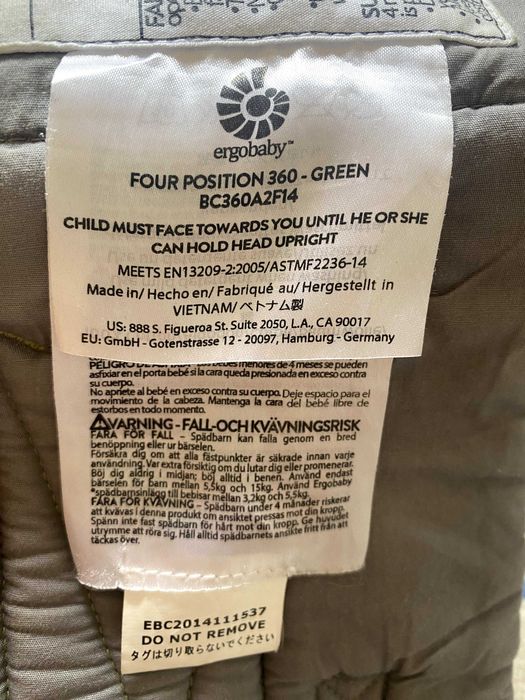 ergobaby™
FOUR POSITION 360 - GREEN
BC360A2F14
CHILD MUST FACE TOWARDS YOU UNTIL HE OR SHE
CAN HOLD HEAD UPRIGHT
MEETS EN13209-2:2005/ASTMF2236-14
Made in/ Hecho en/ Fabriqué au/ Hergestellt in
VIETNAM/ ベトナム製
US: 888 S. Figueroa St. Suite 2050, L.A., CA 90017
EU: GmbH - Gotenstrasse 12 - 20097, Hamburg - Germany
menores de 4 meses se pueden
asfixiar en el porta bebé si la cara queda presionada en exceso contra
su cuerpo.
No apriete al bebé en exceso contra su cuerpo. Deje espacio para el
movimiento de la cabeza. Mantenga la cara del bebé libre de
estorbos en todo momento.
⚠VARNING - FALL-OCH KVÄVNINGSRISK
FARA FÖR FALL – Spädbarn kan falla genom en bred
benöppning eller ur bärselen.
Försäkra dig om att alla fästpunkter är säkrade innan varje
användning. Var extra försiktig om du lutar dig eller promenerar.
Böj dig aldrig i midjan; böj alltid i benen. Använd endast
bärselen för barn mellan 5,5kg och 15kg. Använd Ergobaby
spädbarnsinlägg till bebisar mellan 3,2kg och 5,5kg.
FARA FÖR KVÄVNING – Spädbarn under 4 månader riskerar
att kvävas i denna produkt om ansiktet pressas mot din kropp.
Spänn inte fast spädbarn för hårt mot din kropp. Ge huvudet
utrymme att röra sig. Håll alltid spädbarnets ansikte fritt från att
täckas över.
EBC2014111537
DO NOT REMOVE
タグは切り取らないでください